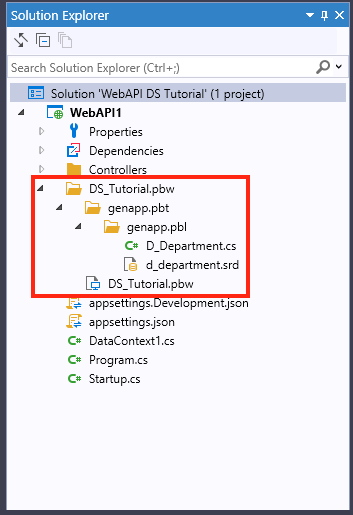 Solution Explorer
Search Solution Explorer (Ctrl+;)
Solution 'WebAPI DS Tutorial' (1 project)
WebAPI1
Properties
Dependencies
Controllers
DS_Tutorial.pbw
genapp.pbt
genapp.pbl
C# D_Department.cs
d_department.srd
DS_Tutorial.pbw
appsettings.Development.json
appsettings.json
C# DataContext1.cs
C# Program.cs
C# Startup.cs